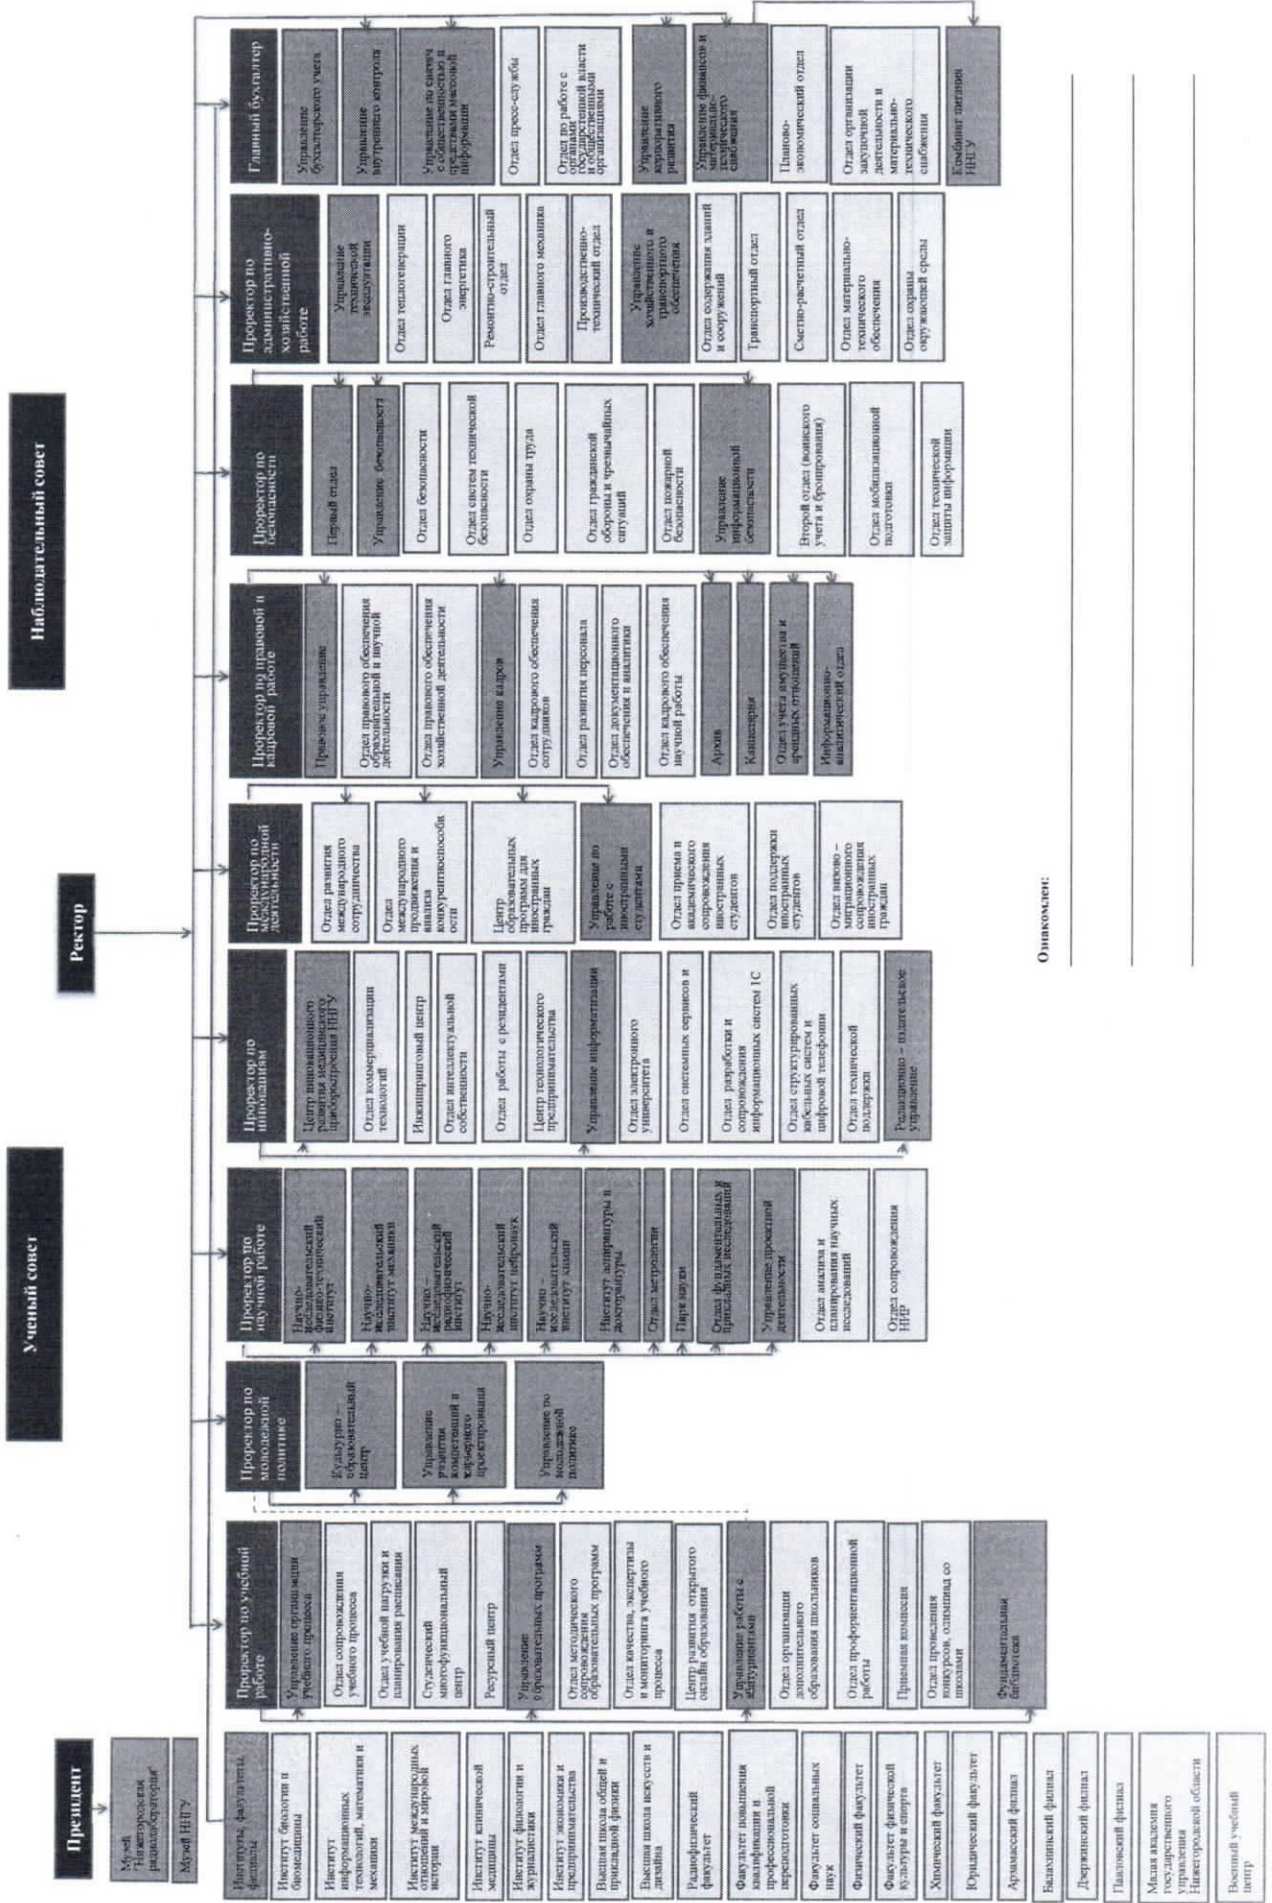 Ученый совет
Наблюдательный совет
Президент
Ректор
Музей
"Нижегородская
радиолаборатория"
Музей ННГУ
Институты, факультеты,
филиалы
Институт биологии и
биомедицины
Институт
информационных
технологий, математики и
механики
Институт международных
отношений и мировой
истории
Институт клинической
медицины
Институт филологии и
журналистики
Институт экономики и
предпринимательства
Высшая школа общей и
прикладной физики
Высшая школа искусств и
дизайна
Радиофизический
факультет
Факультет повышения
квалификации и
профессиональной
переподготовки
Факультет социальных
наук
Физический факультет
Факультет физической
культуры и спорта
Химический факультет
Юридический факультет
Арзамасский филиал
Балахнинский филиал
Дзержинский филиал
Павловский филиал
Малая академия
государственного
управления
Нижегородской области
Военный учебный
центр
Проректор по учебной
работе
Управление организации
учебного процесса
Отдел сопровождения
учебного процесса
Отдел учебной нагрузки и
планирования расписания
Студенческий
многофункциональный
центр
Ресурсный центр
Управление
образовательных программ
Отдел методического
сопровождения
образовательных программ
Отдел качества, экспертизы
и мониторинга учебного
процесса
Центр развития открытого
онлайн образования
Управление работы с
абитуриентами
Отдел организации
дополнительного
образования школьников
Отдел профориентационной
работы
Приемная комиссия
Отдел проведения
конкурсов, олимпиад со
школами
Фундаментальная
библиотека
Проректор по
молодежной
политике
Культурно –
образовательный
центр
Управление
развития
компетенций и
карьерного
проектирования
Управление по
молодежной
политике
Проректор по
научной работе
Научно-
исследовательский
физико-технический
институт
Научно-
исследовательский
институт механики
Научно –
исследовательский
радиофизический
институт
Научно-
исследовательский
институт нейронаук
Научно –
исследовательский
институт химии
Институт аспирантуры и
докторантуры
Отдел метрологии
Парк науки
Отдел фундаментальных и
прикладных исследований
Управление проектной
деятельности
Отдел анализа и
планирования научных
исследований
Отдел сопровождения
НИР
Проректор по
инновациям
Центр инновационного
развития медицинского
приборостроения ННГУ
Отдел коммерциализации
технологий
Инжиниринговый центр
Отдел интеллектуальной
собственности
Отдел работы с резидентами
Центр технологического
предпринимательства
Управление информатизации
Отдел электронного
университета
Отдел системных сервисов и
Отдел разработки и
сопровождения
информационных систем 1С
Отдел структурированных
кабельных систем и
цифровой телефонии
Отдел технической
поддержки
Редакционно – издательское
управление
Проректор по
международной
деятельности
Отдел развития
международного
сотрудничества
Отдел
международного
продвижения и
анализа
конкурентноспособи
ости
Центр
образовательных
программ для
иностранных
граждан
Управление по
работе с
иностранными
студентами
Отдел приема и
академического
сопровождения
иностранных
студентов
Отдел поддержки
иностранных
студентов
Отдел визово –
миграционного
сопровождения
иностранных
граждан
Проректор по правовой и
кадровой работе
Правовое управление
Отдел правового обеспечения
образовательной и научной
деятельности
Отдел правового обеспечения
хозяйственной деятельности
Управление кадров
Отдел кадрового обеспечения
сотрудников
Отдел развития персонала
Отдел документационного
обеспечения и аналитики
Отдел кадрового обеспечения
научной работы
Архив
Канцелярия
Отдел учета имущества и
арендных отношений
Информационно-
аналитический отдел
Проректор по
безопасности
Первый отдел
Управление безопасности
Отдел безопасности
Отдел систем технической
безопасности
Отдел охраны труда
Отдел гражданской
обороны и чрезвычайных
ситуаций
Отдел пожарной
безопасности
Управление
информационной
безопасности
Второй отдел (воинского
учета и бронирования)
Отдел мобилизационной
подготовки
Отдел технической
защиты информации
Проректор по
административно-
хозяйственной
работе
Управление
технической
эксплуатации
Отдел теплогенерации
Отдел главного
энергетика
Ремонтно-строительный
отдел
Отдел главного механика
Производственно-
технический отдел
Управление
хозяйственного и
транспортного
обеспечения
Отдел содержания зданий
и сооружений
Транспортный отдел
Сметно-расчетный отдел
Отдел материально-
технического
обеспечения
Отдел охраны
окружающей среды
Главный бухгалтер
Управление
бухгалтерского учета
Управление
внутреннего контроля
Управление по связям
с общественностью и
средствами массовой
информации
Отдел пресс-службы
Отдел по работе с
органами
государственной власти
и общественными
организациями
Управление
корпоративного
развития
Управление финансов и
материально-
технического
снабжения
Планово-
экономический отдел
Отдел организации
закупочной
деятельности и
материально-
технического
снабжения
Комбинат питания
ННГУ
Ознакомлен: